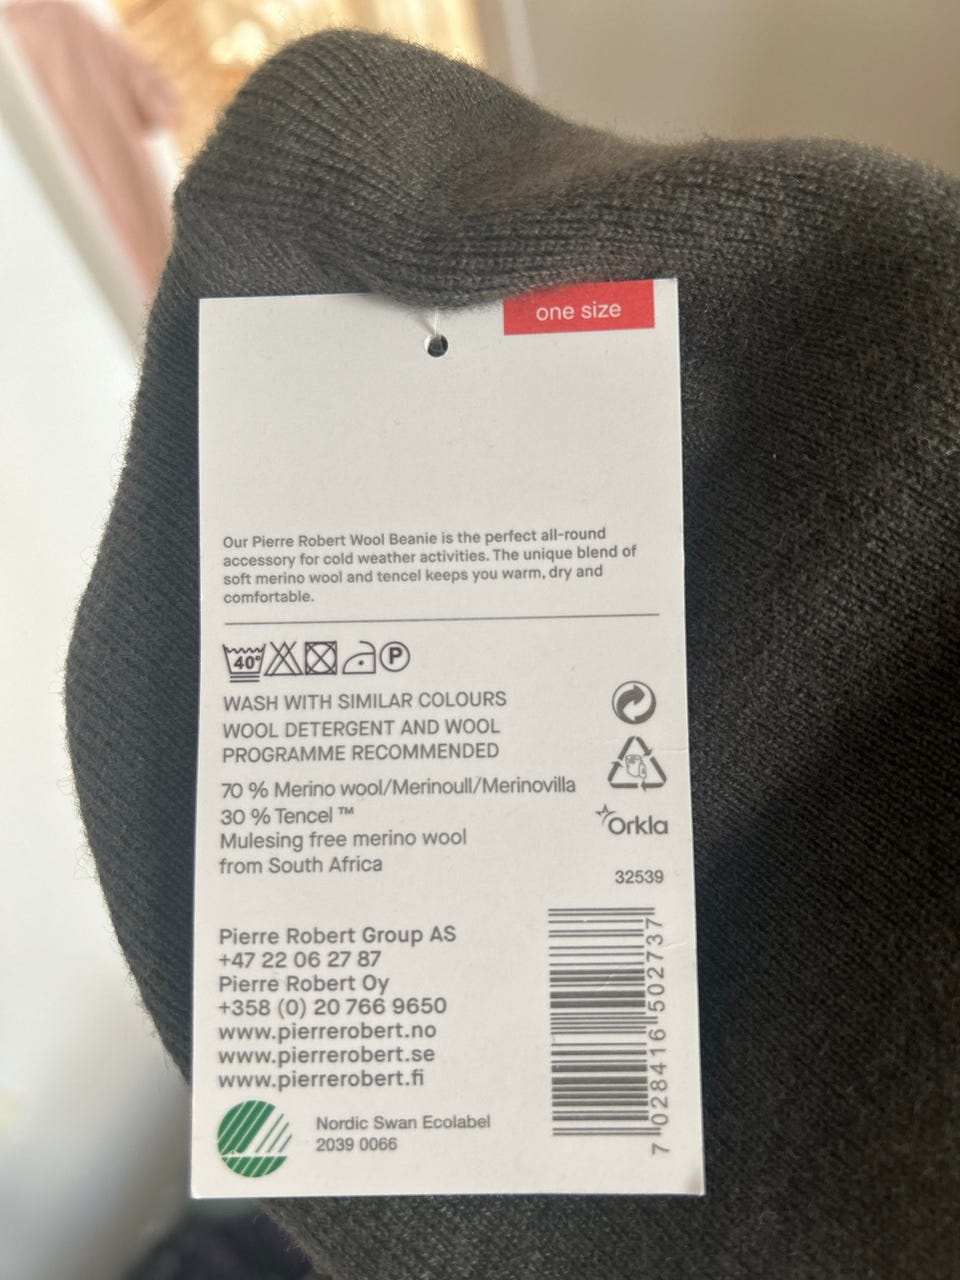 one size
Our Pierre Robert Wool Beanie is the perfect all-round
accessory for cold weather activities. The unique blend of
soft merino wool and tencel keeps you warm, dry and
comfortable.
40°
P
WASH WITH SIMILAR COLOURS
WOOL DETERGENT AND WOOL
PROGRAMME RECOMMENDED
70 % Merino wool/Merinoull/Merinovilla
30 % Tencel ™
Mulesing free merino wool
from South Africa
Orkla
32539
Pierre Robert Group AS
+47 22 06 27 87
Pierre Robert Oy
+358 (0) 20 766 9650
www.pierrerobert.no
www.pierrerobert.se
www.pierrerobert.fi
Nordic Swan Ecolabel
2039 0066
7 028416 502737